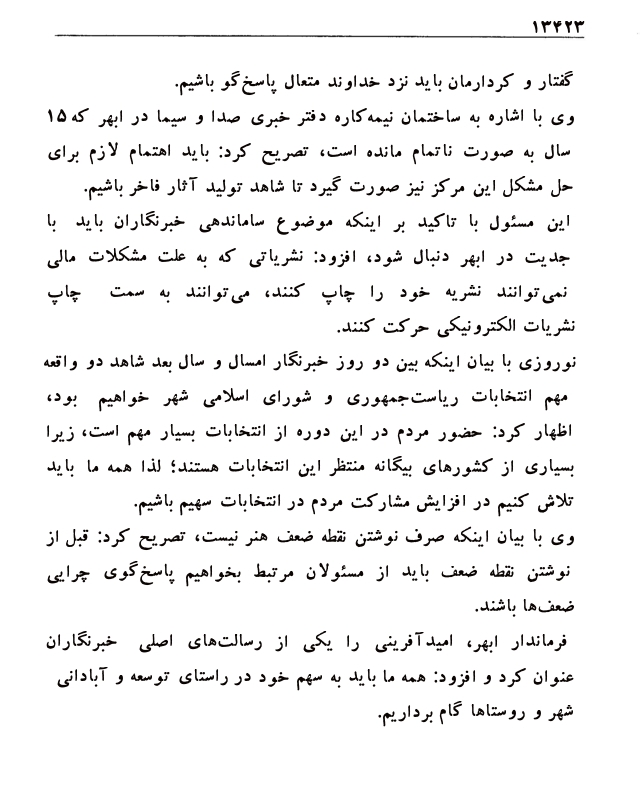 ۱۳۴۲۳
گفتار و کردارمان باید نزد خداوند متعال پاسخ‌گو باشیم.
وی با اشاره به ساختمان نیمه‌کاره دفتر خبری صدا و سیما در ابهر که ۱۵
سال به صورت ناتمام مانده است، تصریح کرد: باید اهتمام لازم برای
حل مشکل این مرکز نیز صورت گیرد تا شاهد تولید آثار فاخر باشیم.
این مسئول با تاکید بر اینکه موضوع ساماندهی خبرنگاران باید با
جدیت در ابهر دنبال شود، افزود: نشریاتی که به علت مشکلات مالی
نمی‌توانند نشریه خود را چاپ کنند، می‌توانند به سمت چاپ
نشریات الکترونیکی حرکت کنند.
نوروزی با بیان اینکه بین دو روز خبرنگار امسال و سال بعد شاهد دو واقعه
مهم انتخابات ریاست‌جمهوری و شورای اسلامی شهر خواهیم بود،
اظهار کرد: حضور مردم در این دوره از انتخابات بسیار مهم است، زیرا
بسیاری از کشورهای بیگانه منتظر این انتخابات هستند؛ لذا همه ما باید
تلاش کنیم در افزایش مشارکت مردم در انتخابات سهیم باشیم.
وی با بیان اینکه صرف نوشتن نقطه ضعف هنر نیست، تصریح کرد: قبل از
نوشتن نقطه ضعف باید از مسئولان مرتبط بخواهیم پاسخ‌گوی چرایی
ضعف‌ها باشند.
فرماندار ابهر، امیدآفرینی را یکی از رسالت‌های اصلی خبرنگاران
عنوان کرد و افزود: همه ما باید به سهم خود در راستای توسعه و آبادانی
شهر و روستاها گام برداریم.